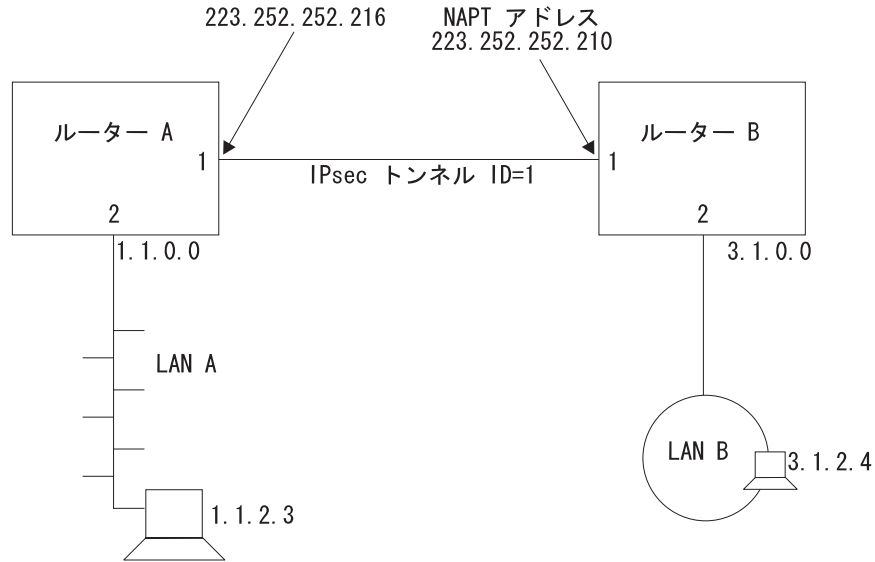 223.252.252.216
NAPT アドレス
223.252.252.210
ルーター A
ルーター B
1
1
IPsec トンネル ID=1
2
2
1.1.0.0
3.1.0.0
LAN A
LAN B
3.1.2.4
1.1.2.3